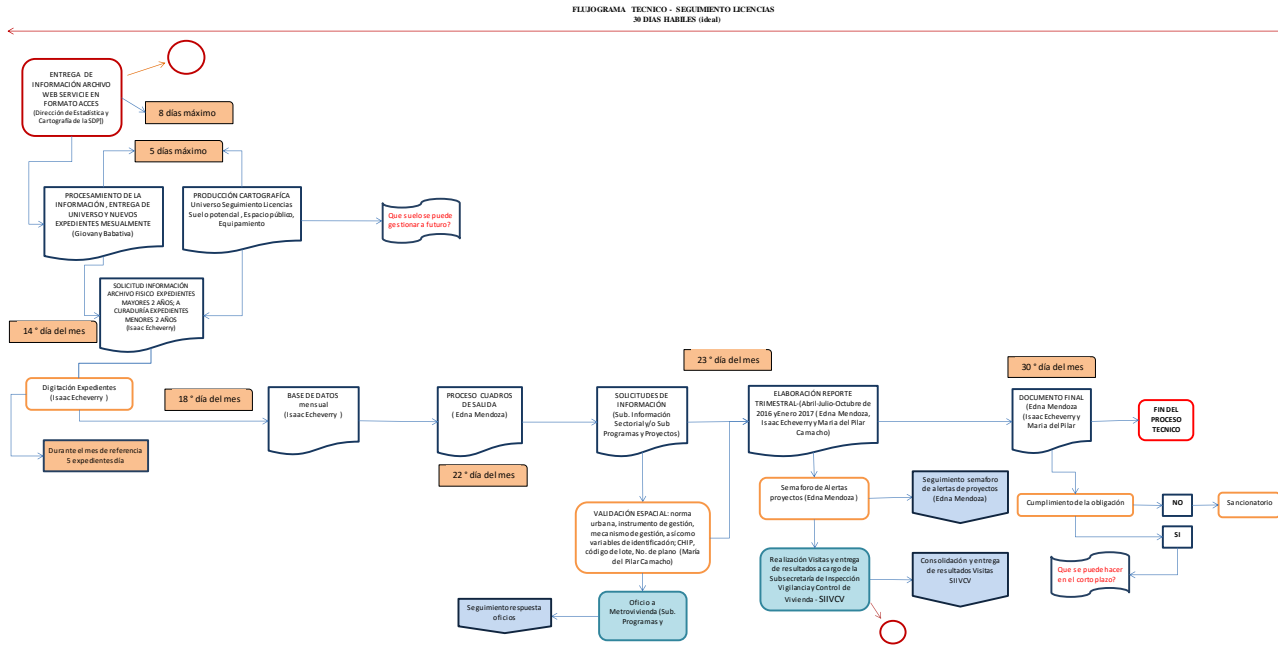 FLUJOGRAMA TECNICO - SEGUIMIENTO LICENCIAS
30 DIAS HABILES (ideal)
ENTREGA DE
INFORMACIÓN ARCHIVO
WEB SERVICIE EN
FORMATO ACCES
(Dirección de Estadística y
Cartografía de la SDP])
8 días máximo
5 días máximo
PROCESAMIENTO DE LA
INFORMACIÓN , ENTREGA DE
UNIVERSO Y NUEVOS
EXPEDIENTES MESUALMENTE
(Giovany Babativa)
PRODUCCIÓN CARTOGRAFÍCA
Universo Seguimiento Licencias
Suelo potencial , Espacio público,
Equipamiento
Que suelo se puede
gestionar a futuro?
SOLICITUD INFORMACIÓN
ARCHIVO FISICO EXPEDIENTES
MAYORES 2 AÑOS; A
CURADURÍA EXPEDIENTES
MENORES 2 AÑOS
(Isaac Echeverry)
14 ° día del mes
Digitación Expedientes
(Isaac Echeverry )
Durante el mes de referencia
5 expedientes día
18 ° día del mes
BASE DE DATOS
mensual
(Isaac Echeverry )
PROCESO CUADROS
DE SALIDA
( Edna Mendoza)
22 ° día del mes
SOLICITUDES DE
INFORMACIÓN
(Sub. Información
Sectorial y/o Sub
Programas y Proyectos)
23 ° día del mes
ELABORACIÓN REPORTE
TRIMESTRAL-(Abril-Julio-Octubre de
2016 yEnero 2017 ( Edna Mendoza,
Isaac Echeverry y Maria del Pilar
Camacho)
30 ° día del mes
DOCUMENTO FINAL
(Edna Mendoza
(Isaac Echeverry y
Maria del Pilar
FIN DEL
PROCESO
TECNICO
VALIDACIÓN ESPACIAL: norma
urbana, instrumento de gestión,
mecanismo de gestión, así como
variables de identificación; CHIP,
código de lote, No. de plano (María
del Pilar Camacho)
Oficio a
Metrovivienda (Sub.
Programas y
Seguimiento respuesta
oficios
Semaforo de Alertas
proyectos (Edna Mendoza )
Seguimiento semaforo
de alertas de proyectos
(Edna Mendoza)
Realización Visitas y entrega
de resultados a cargo de la
Subsecretaría de Inspección
Vigilancia y Control de
Vivienda - SIIVCV
Consolidación y entrega
de resultados Visitas
SIIVCV
Cumplimiento de la obligación
NO
Sancionatorio
SI
Que se puede hacer
en el corto plazo?